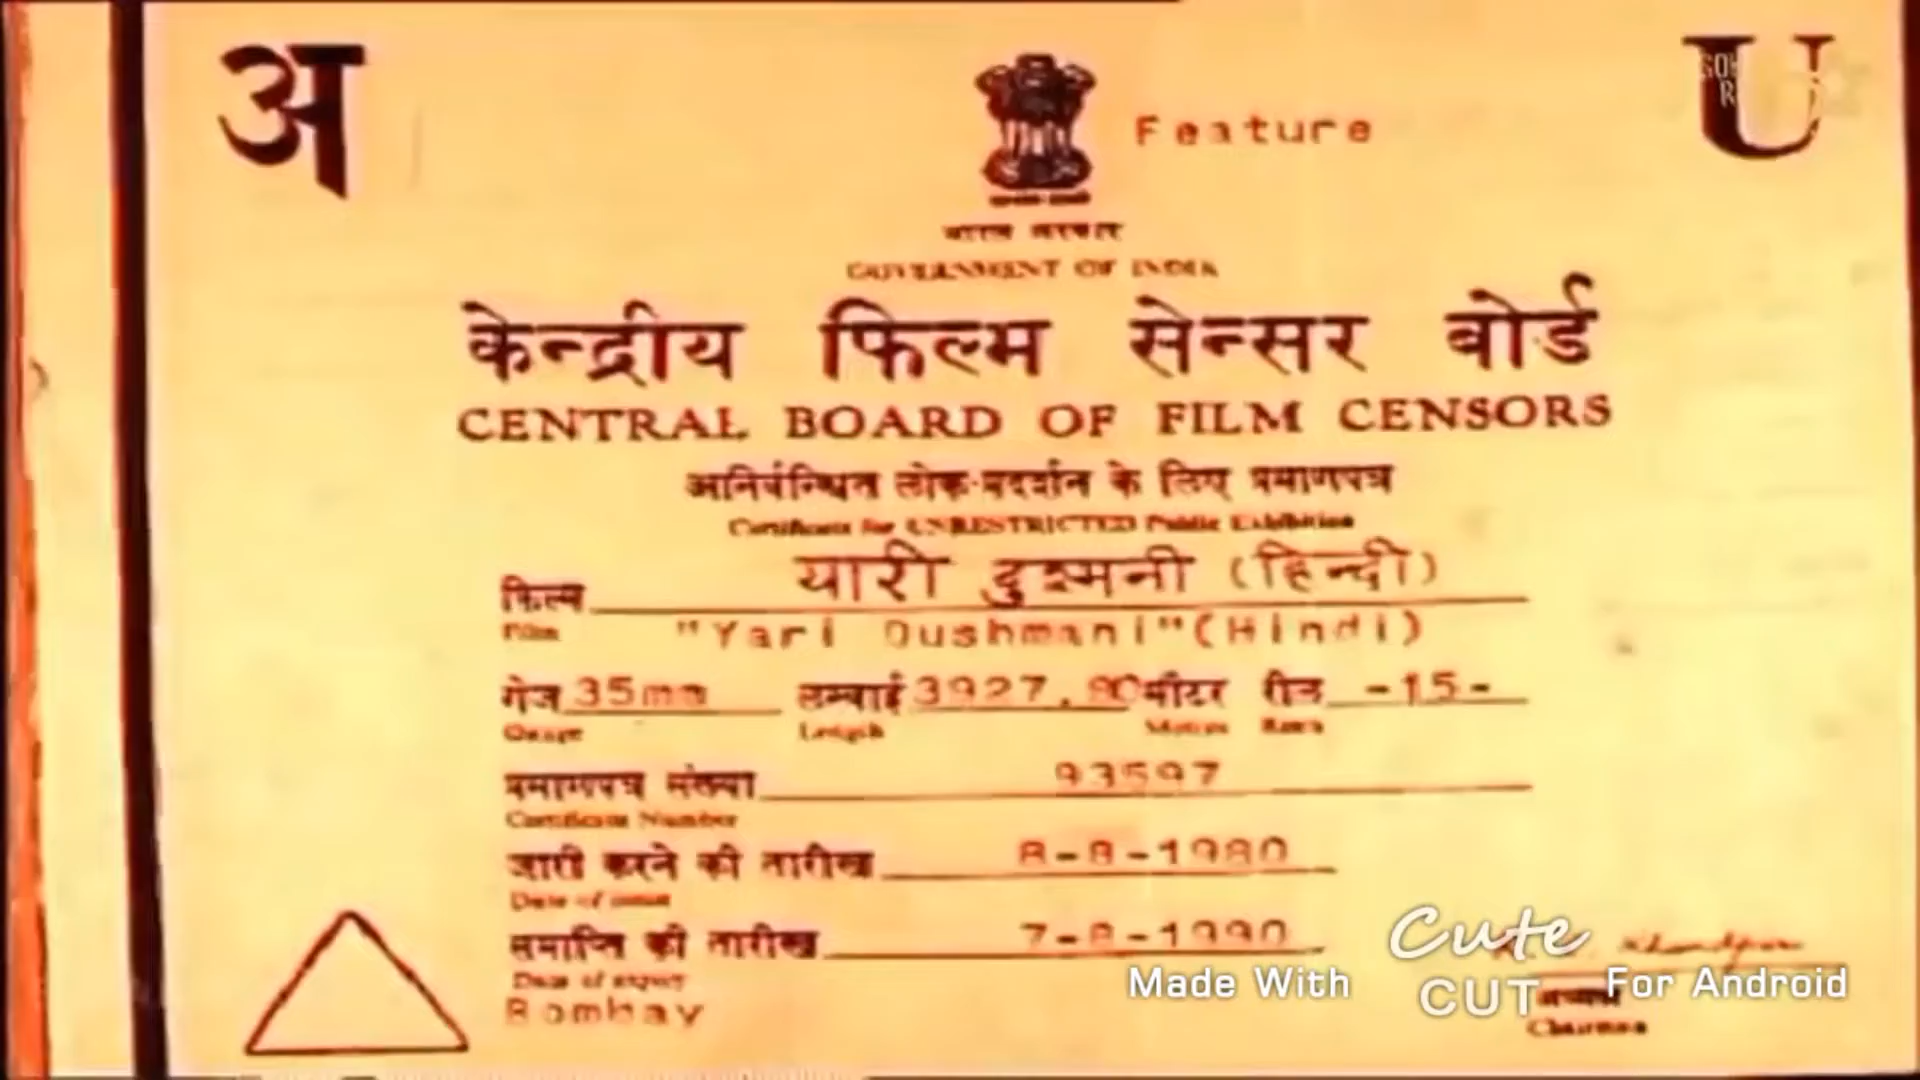 अ
U
Feature
भारत सरकार
GOVERNMENT OF INDIA
केन्द्रीय फिल्म सेन्सर बोर्ड
CENTRAL BOARD OF FILM CENSORS
अनिर्बन्धित लोक-प्रदर्शन के लिए प्रमाणपत्र
Certificate for UNRESTRICTED Public Exhibition
फिल्म यारी दुश्मनी (हिन्दी)
Film "Yari Dushmani"(Hindi)
गेज 35mm लम्बाई 3927.80 मीटर रील -15-
Gauge Length Metres Reels
प्रमाणपत्र संख्या 93597
Certificate Number
जारी करने की तारीख 8-8-1980
Date of issue
समाप्ति की तारीख 7-8-1990
Date of expiry
Bombay
अध्यक्ष
Chairman
Made With Cute CUT For Android